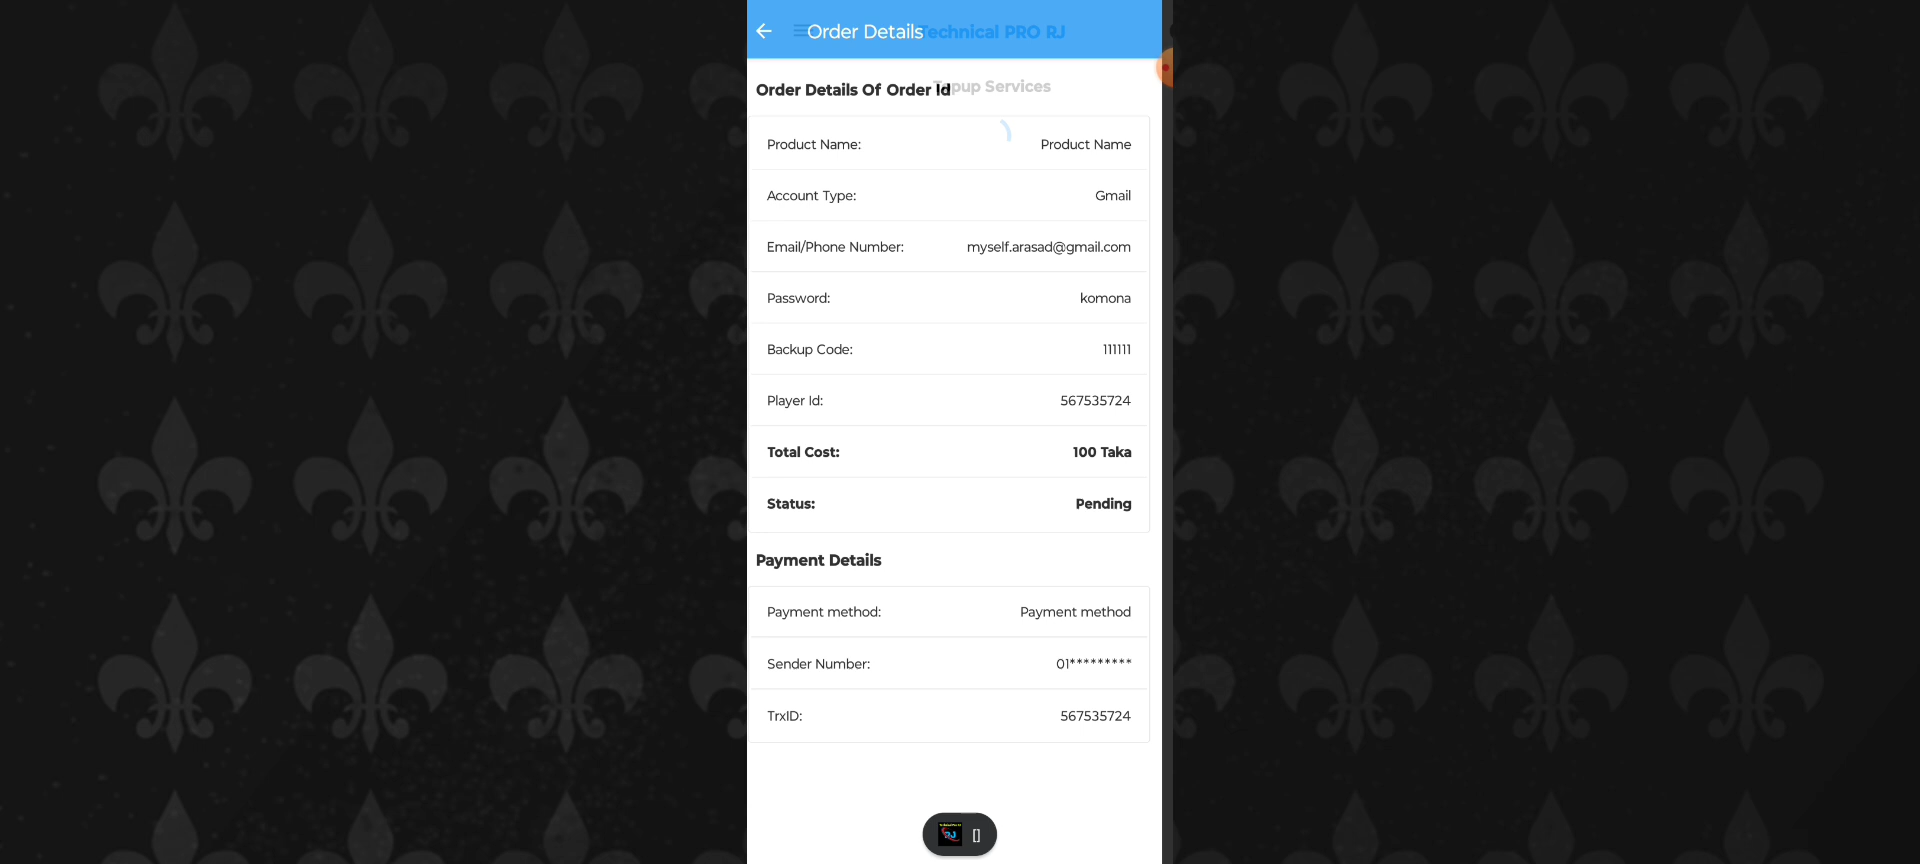 Order Details
Technical PRO RJ
Topup Services
Order Details Of Order Id
Product Name: Product Name
Account Type: Gmail
Email/Phone Number: myself.arasad@gmail.com
Password: komona
Backup Code: 111111
Player Id: 567535724
Total Cost: 100 Taka
Status: Pending
Payment Details
Payment method: Payment method
Sender Number: 01*********
TrxID: 567535724
RJ
[]